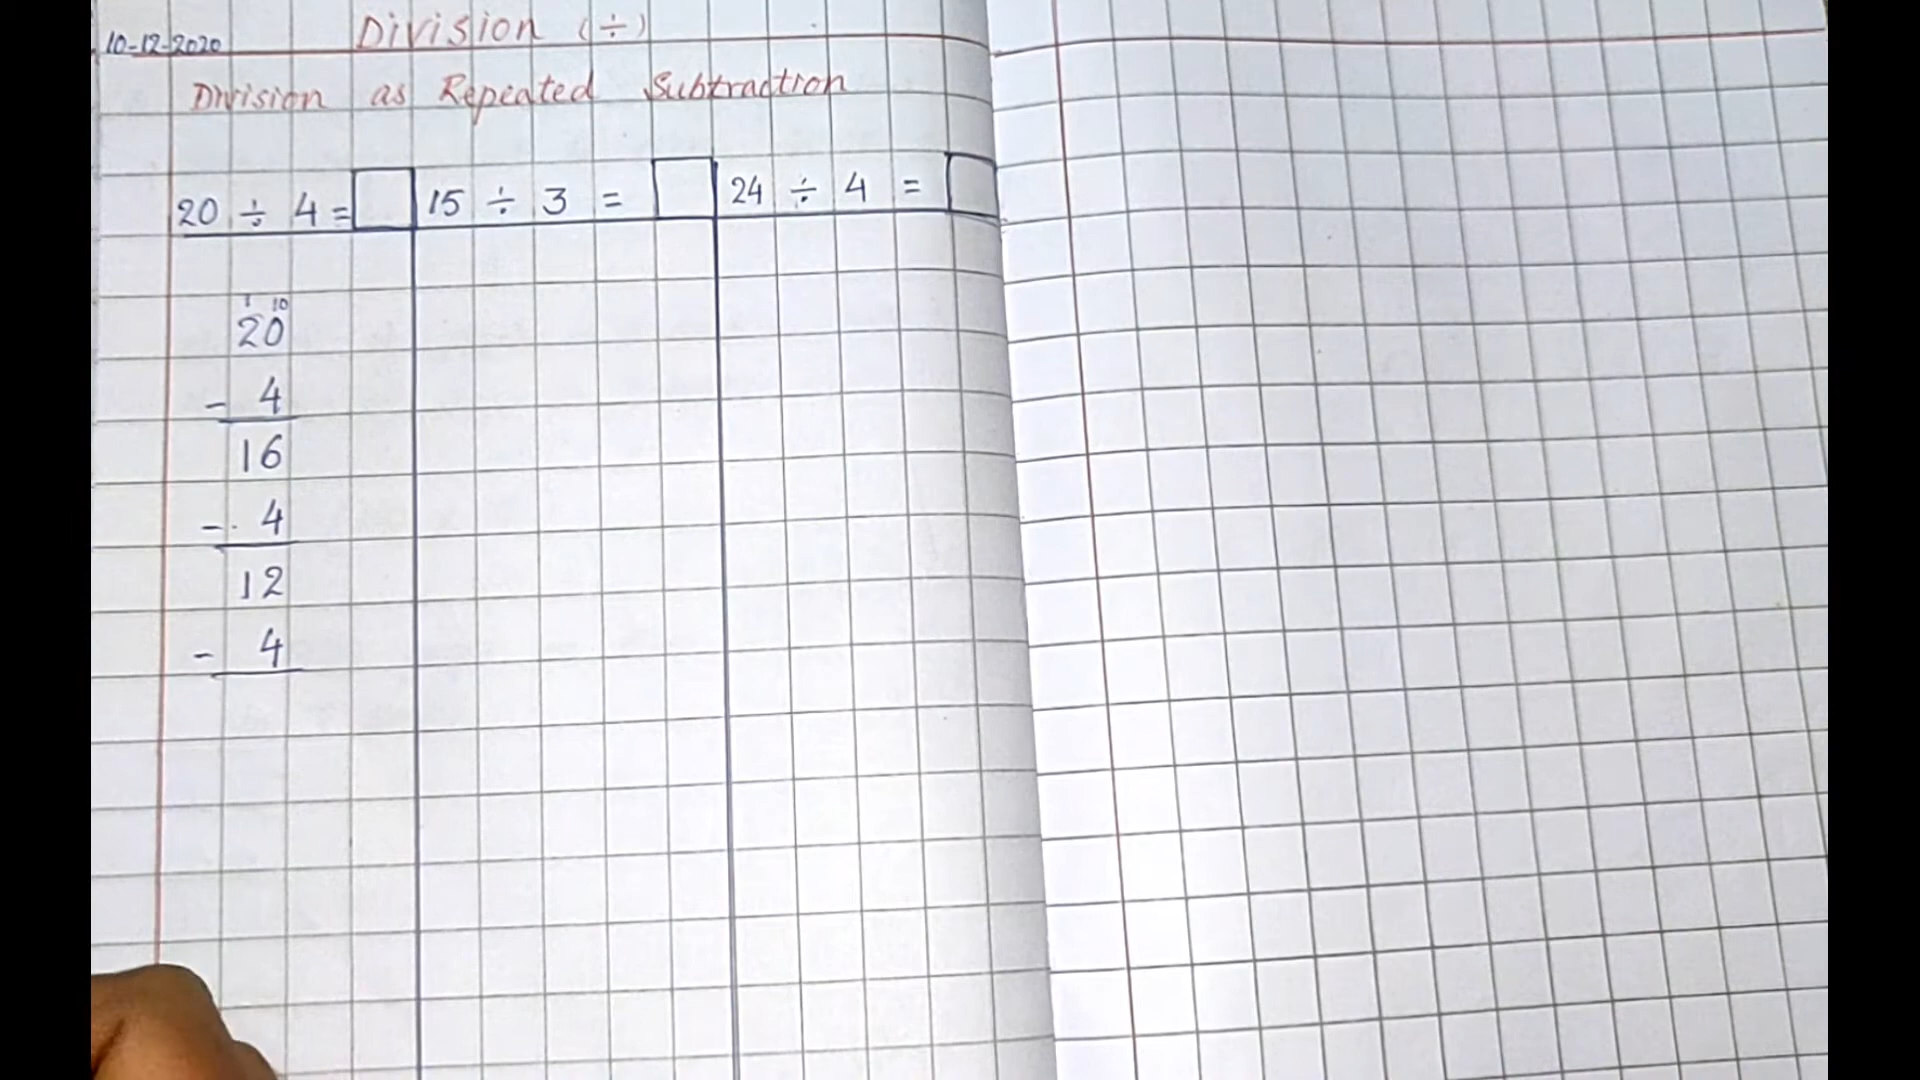 Division (÷)
10-12-2020
Division as Repeated Subtraction
20 ÷ 4 = 15 ÷ 3 = 24 ÷ 4 =
1 10
20
- 4
16
- 4
12
- 4